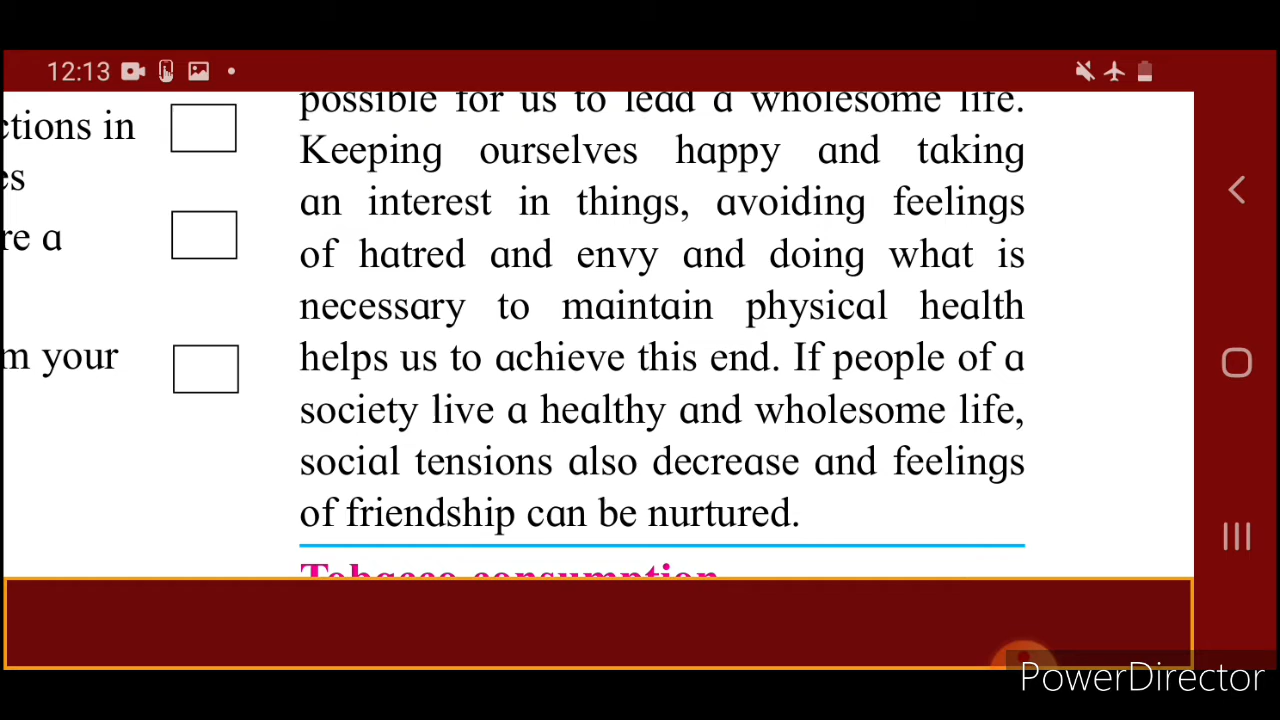 12:13
ctions in
es
re a
m your
possible for us to lead a wholesome life.
Keeping ourselves happy and taking
an interest in things, avoiding feelings
of hatred and envy and doing what is
necessary to maintain physical health
helps us to achieve this end. If people of a
society live a healthy and wholesome life,
social tensions also decrease and feelings
of friendship can be nurtured.
Tobacco consumption
PowerDirector